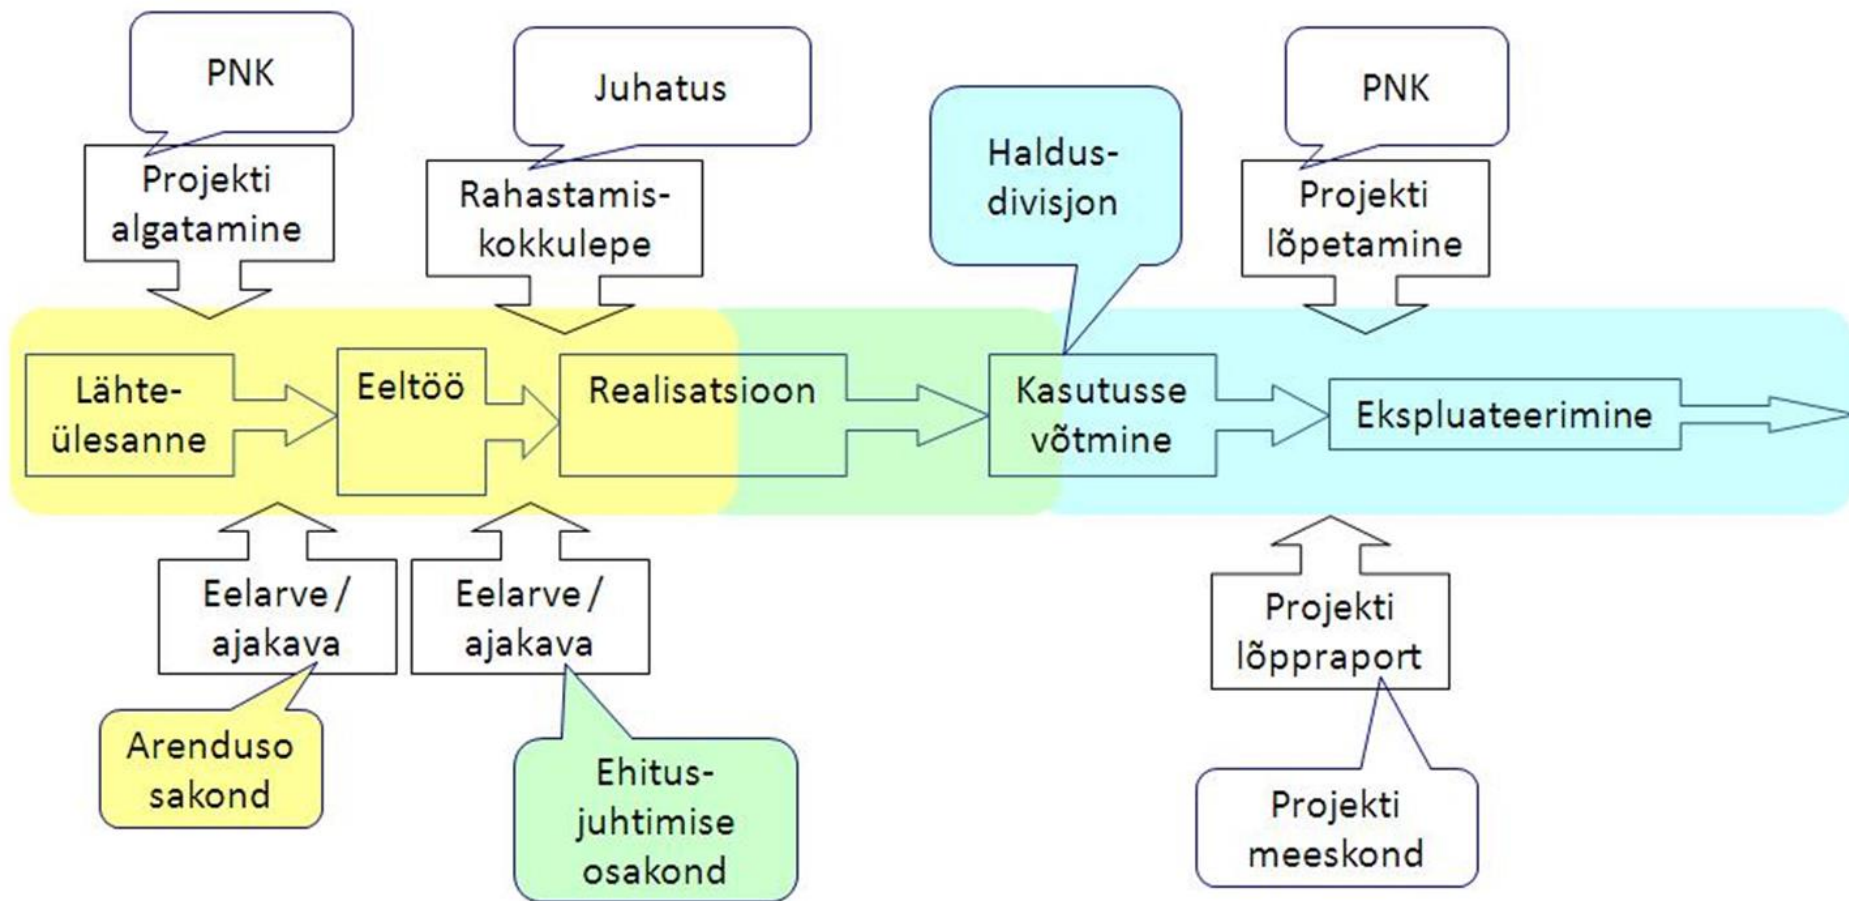 PNK
Juhatus
PNK
Haldus-
divisjon
Projekti
algatamine
Rahastamis-
kokkulepe
Projekti
lõpetamine
Lähte-
ülesanne
Eeltöö
Realisatsioon
Kasutusse
võtmine
Ekspluateerimine
Eelarve/
ajakava
Eelarve/
ajakava
Projekti
lõppraport
Arenduso
sakond
Ehitus-
juhtimise
osakond
Projekti
meeskond